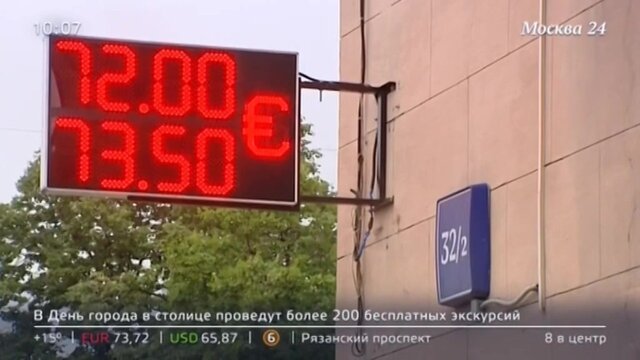 10:07
Москва 24
72.00
€
73.50
32/2
В День города в столице проведут более 200 бесплатных экскурсий
+15° EUR 73,72 USD 65,87 6 Рязанский проспект 8 в центр